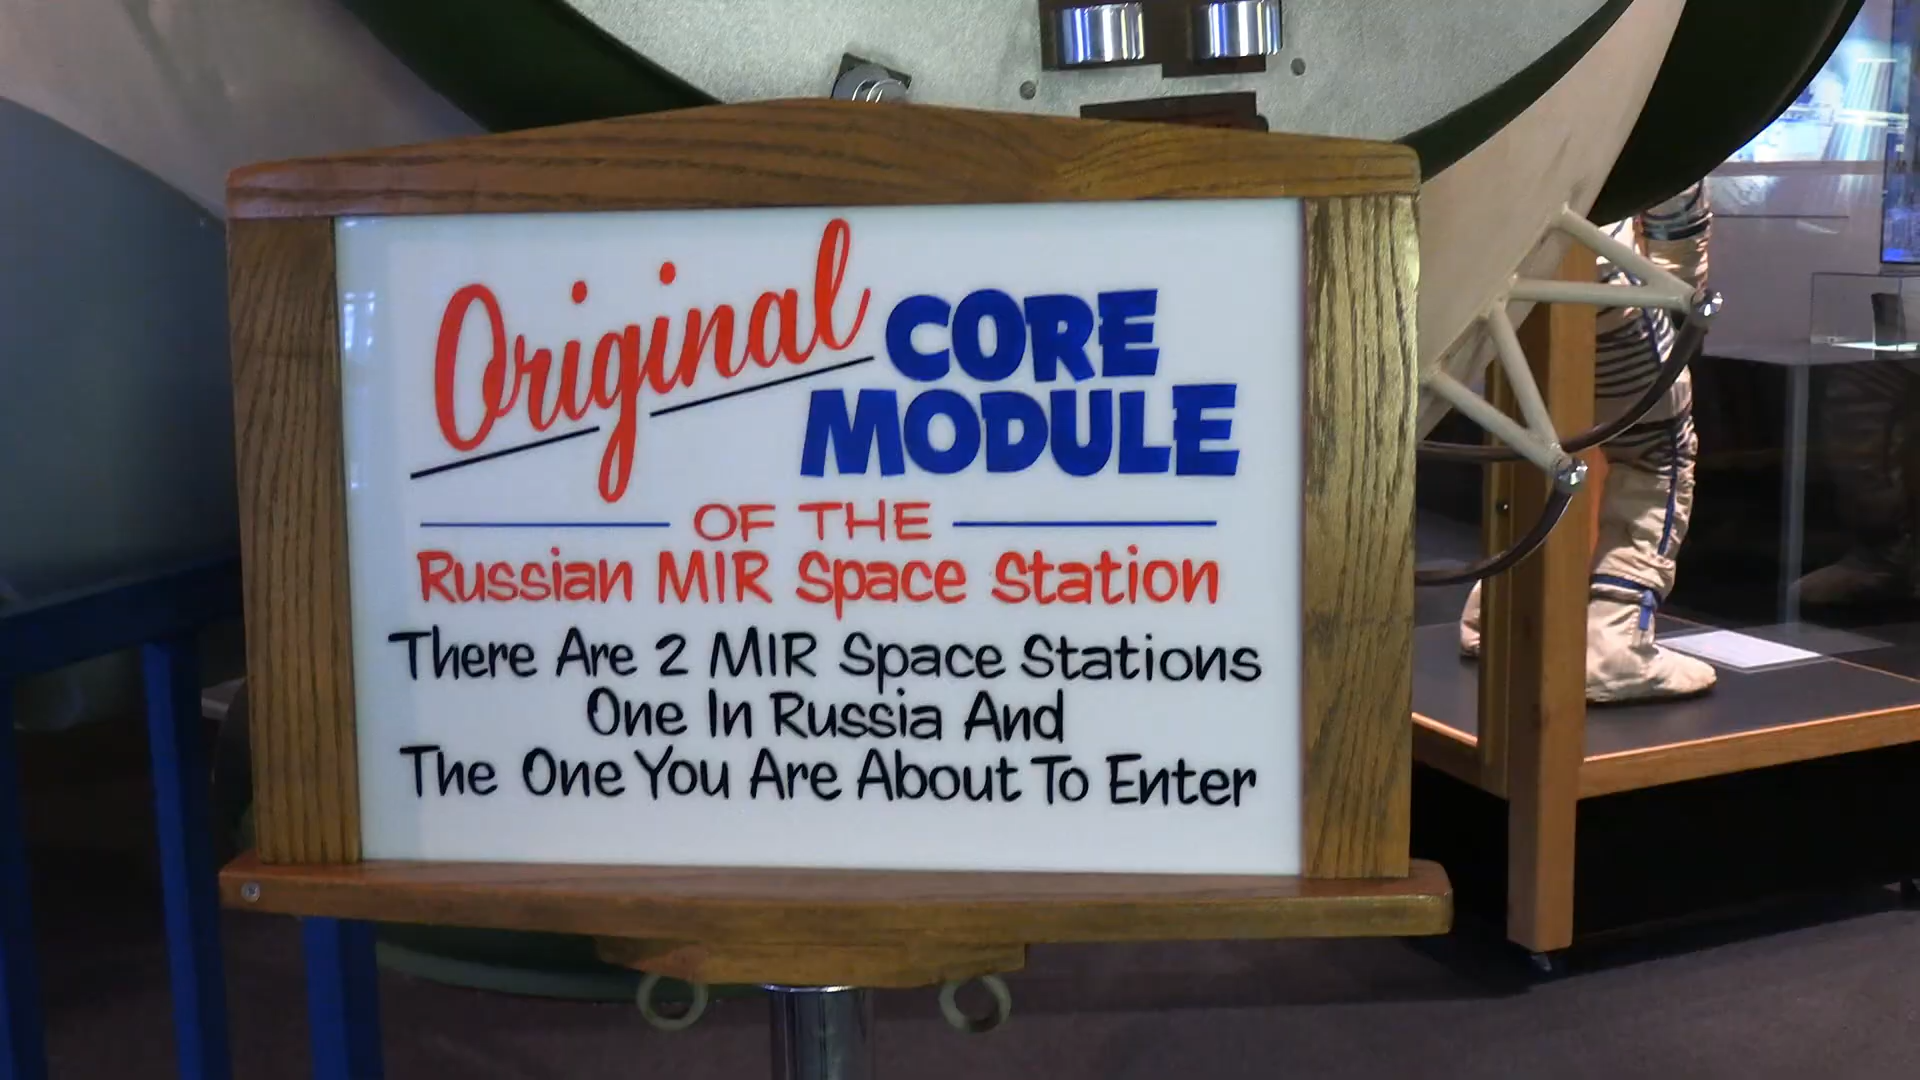 Original CORE
MODULE
OF THE
Russian MIR Space Station
There Are 2 MIR Space Stations
One In Russia And
The One You Are About To Enter